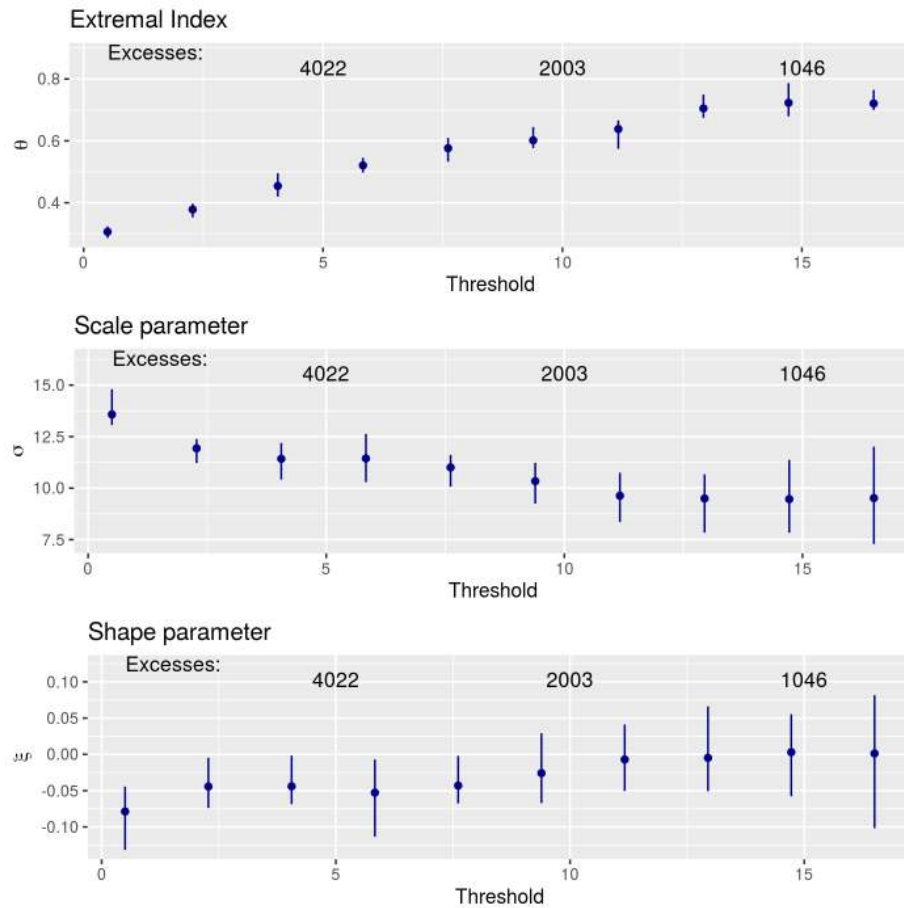 Extremal Index
Excesses:
4022 2003 1046
0.8
0.6
0.4
θ
0 5 10 15
Threshold
Scale parameter
Excesses:
4022 2003 1046
15.0
12.5
10.0
7.5
σ
0 5 10 15
Threshold
Shape parameter
Excesses:
4022 2003 1046
0.10
0.05
0.00
-0.05
-0.10
ξ
0 5 10 15
Threshold